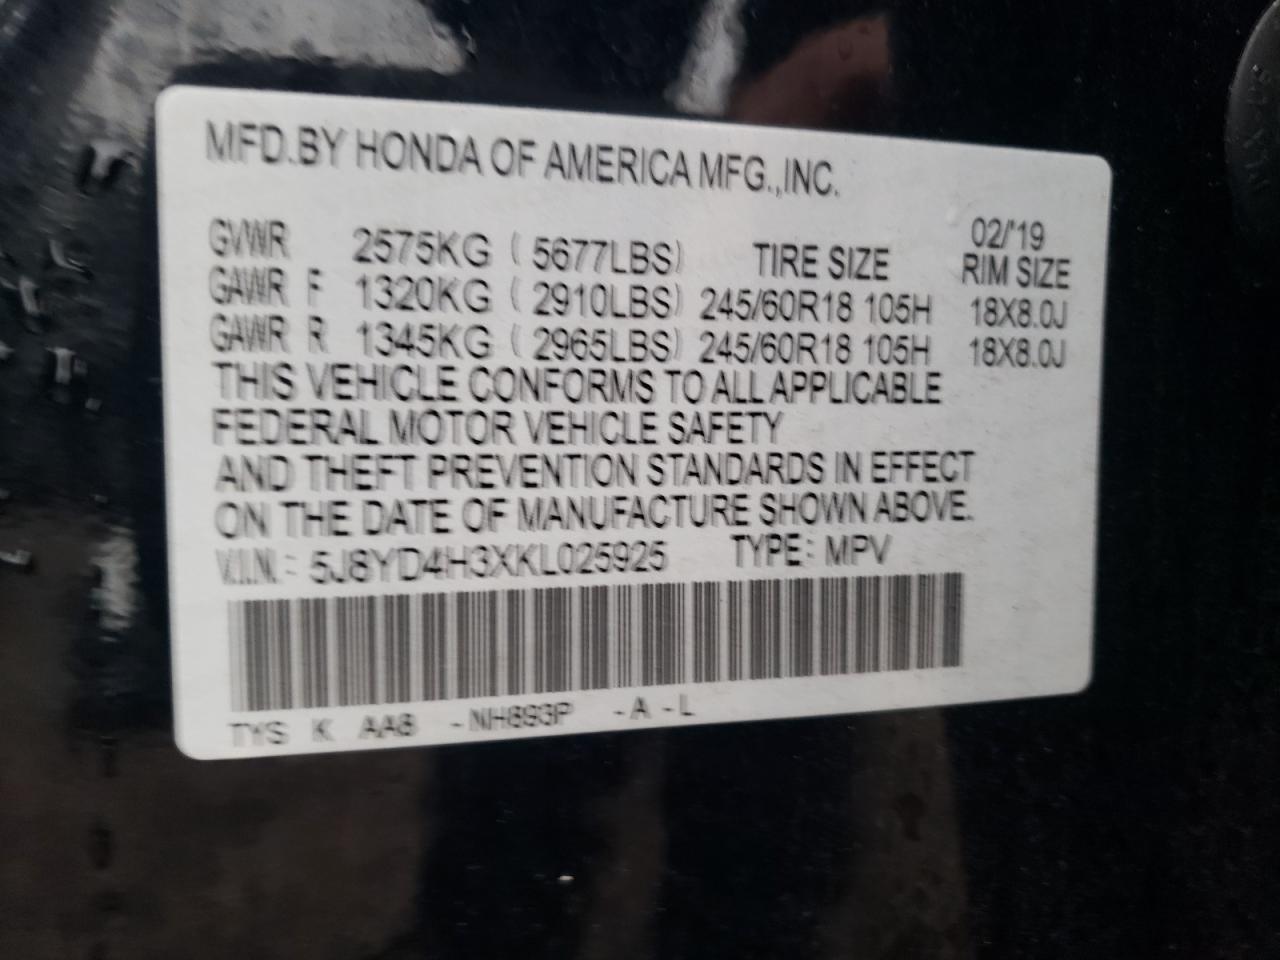 MFD.BY HONDA OF AMERICA MFG.,INC.
02/'19
GVWR 2575KG ( 5677LBS) TIRE SIZE RIM SIZE
GAWR F 1320KG ( 2910LBS) 245/60R18 105H 18X8.0J
GAWR R 1345KG ( 2965LBS) 245/60R18 105H 18X8.0J
THIS VEHICLE CONFORMS TO ALL APPLICABLE
FEDERAL MOTOR VEHICLE SAFETY
AND THEFT PREVENTION STANDARDS IN EFFECT
ON THE DATE OF MANUFACTURE SHOWN ABOVE.
V.I.N.: 5J8YD4H3XKL025925 TYPE: MPV
TYS K AA8 -NH893P -A -L